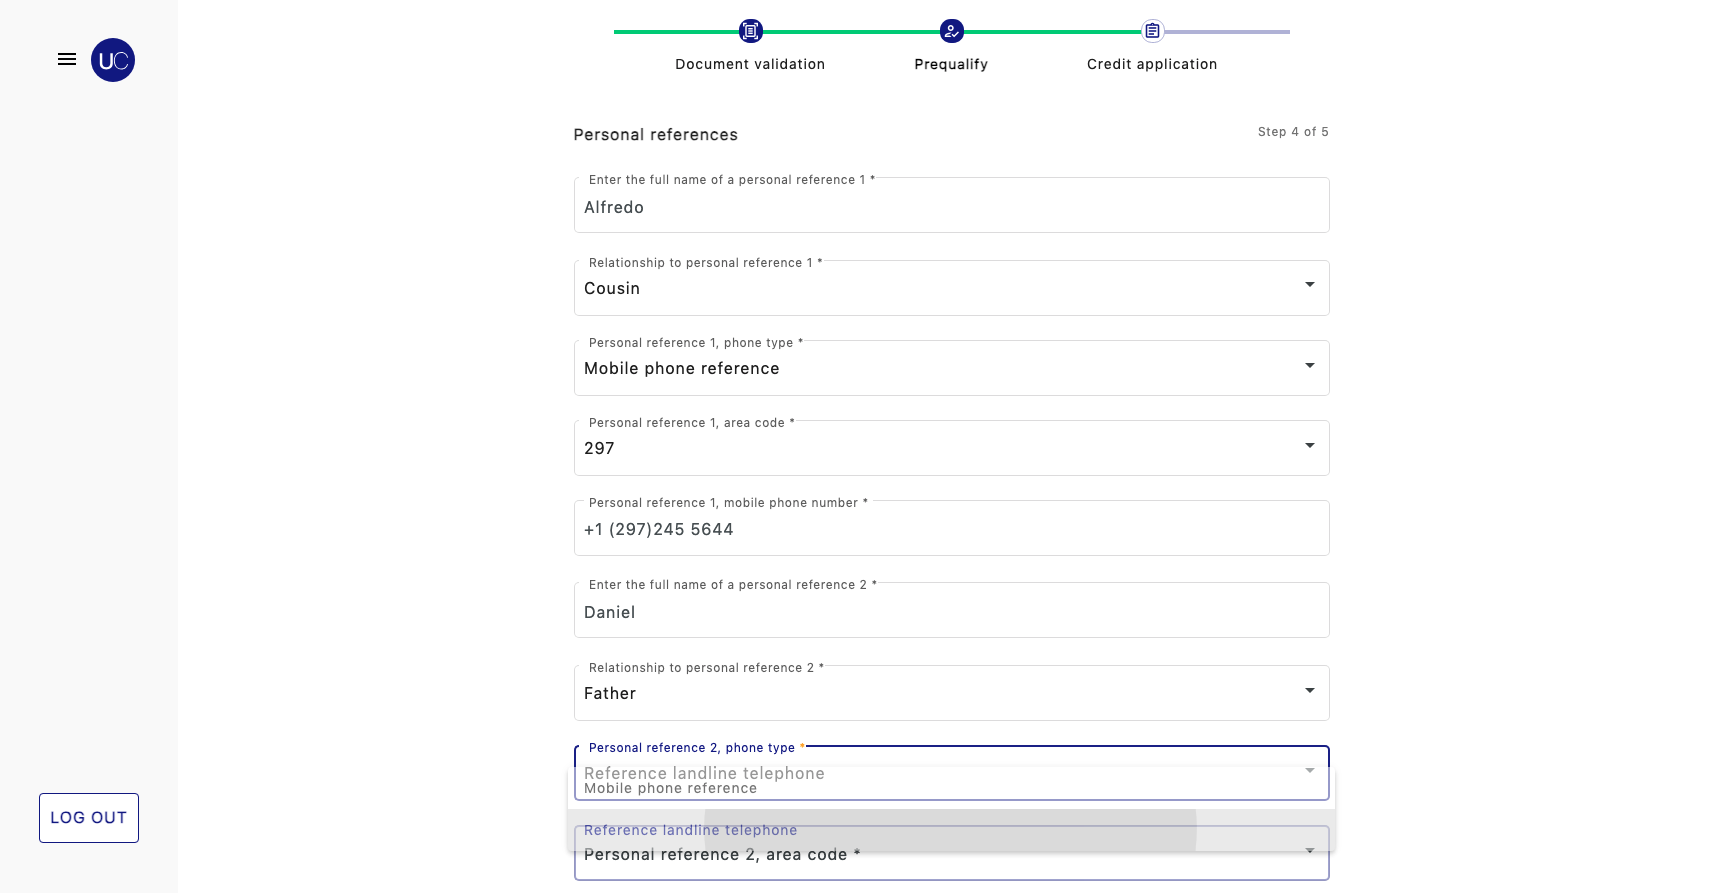 UC
Document validation
Prequalify
Credit application
Personal references
Step 4 of 5
Enter the full name of a personal reference 1 *
Alfredo
Relationship to personal reference 1 *
Cousin
Personal reference 1, phone type *
Mobile phone reference
Personal reference 1, area code *
297
Personal reference 1, mobile phone number *
+1 (297)245 5644
Enter the full name of a personal reference 2 *
Daniel
Relationship to personal reference 2 *
Father
Personal reference 2, phone type *
Reference landline telephone
Mobile phone reference
Reference landline telephone
Personal reference 2, area code *
LOG OUT